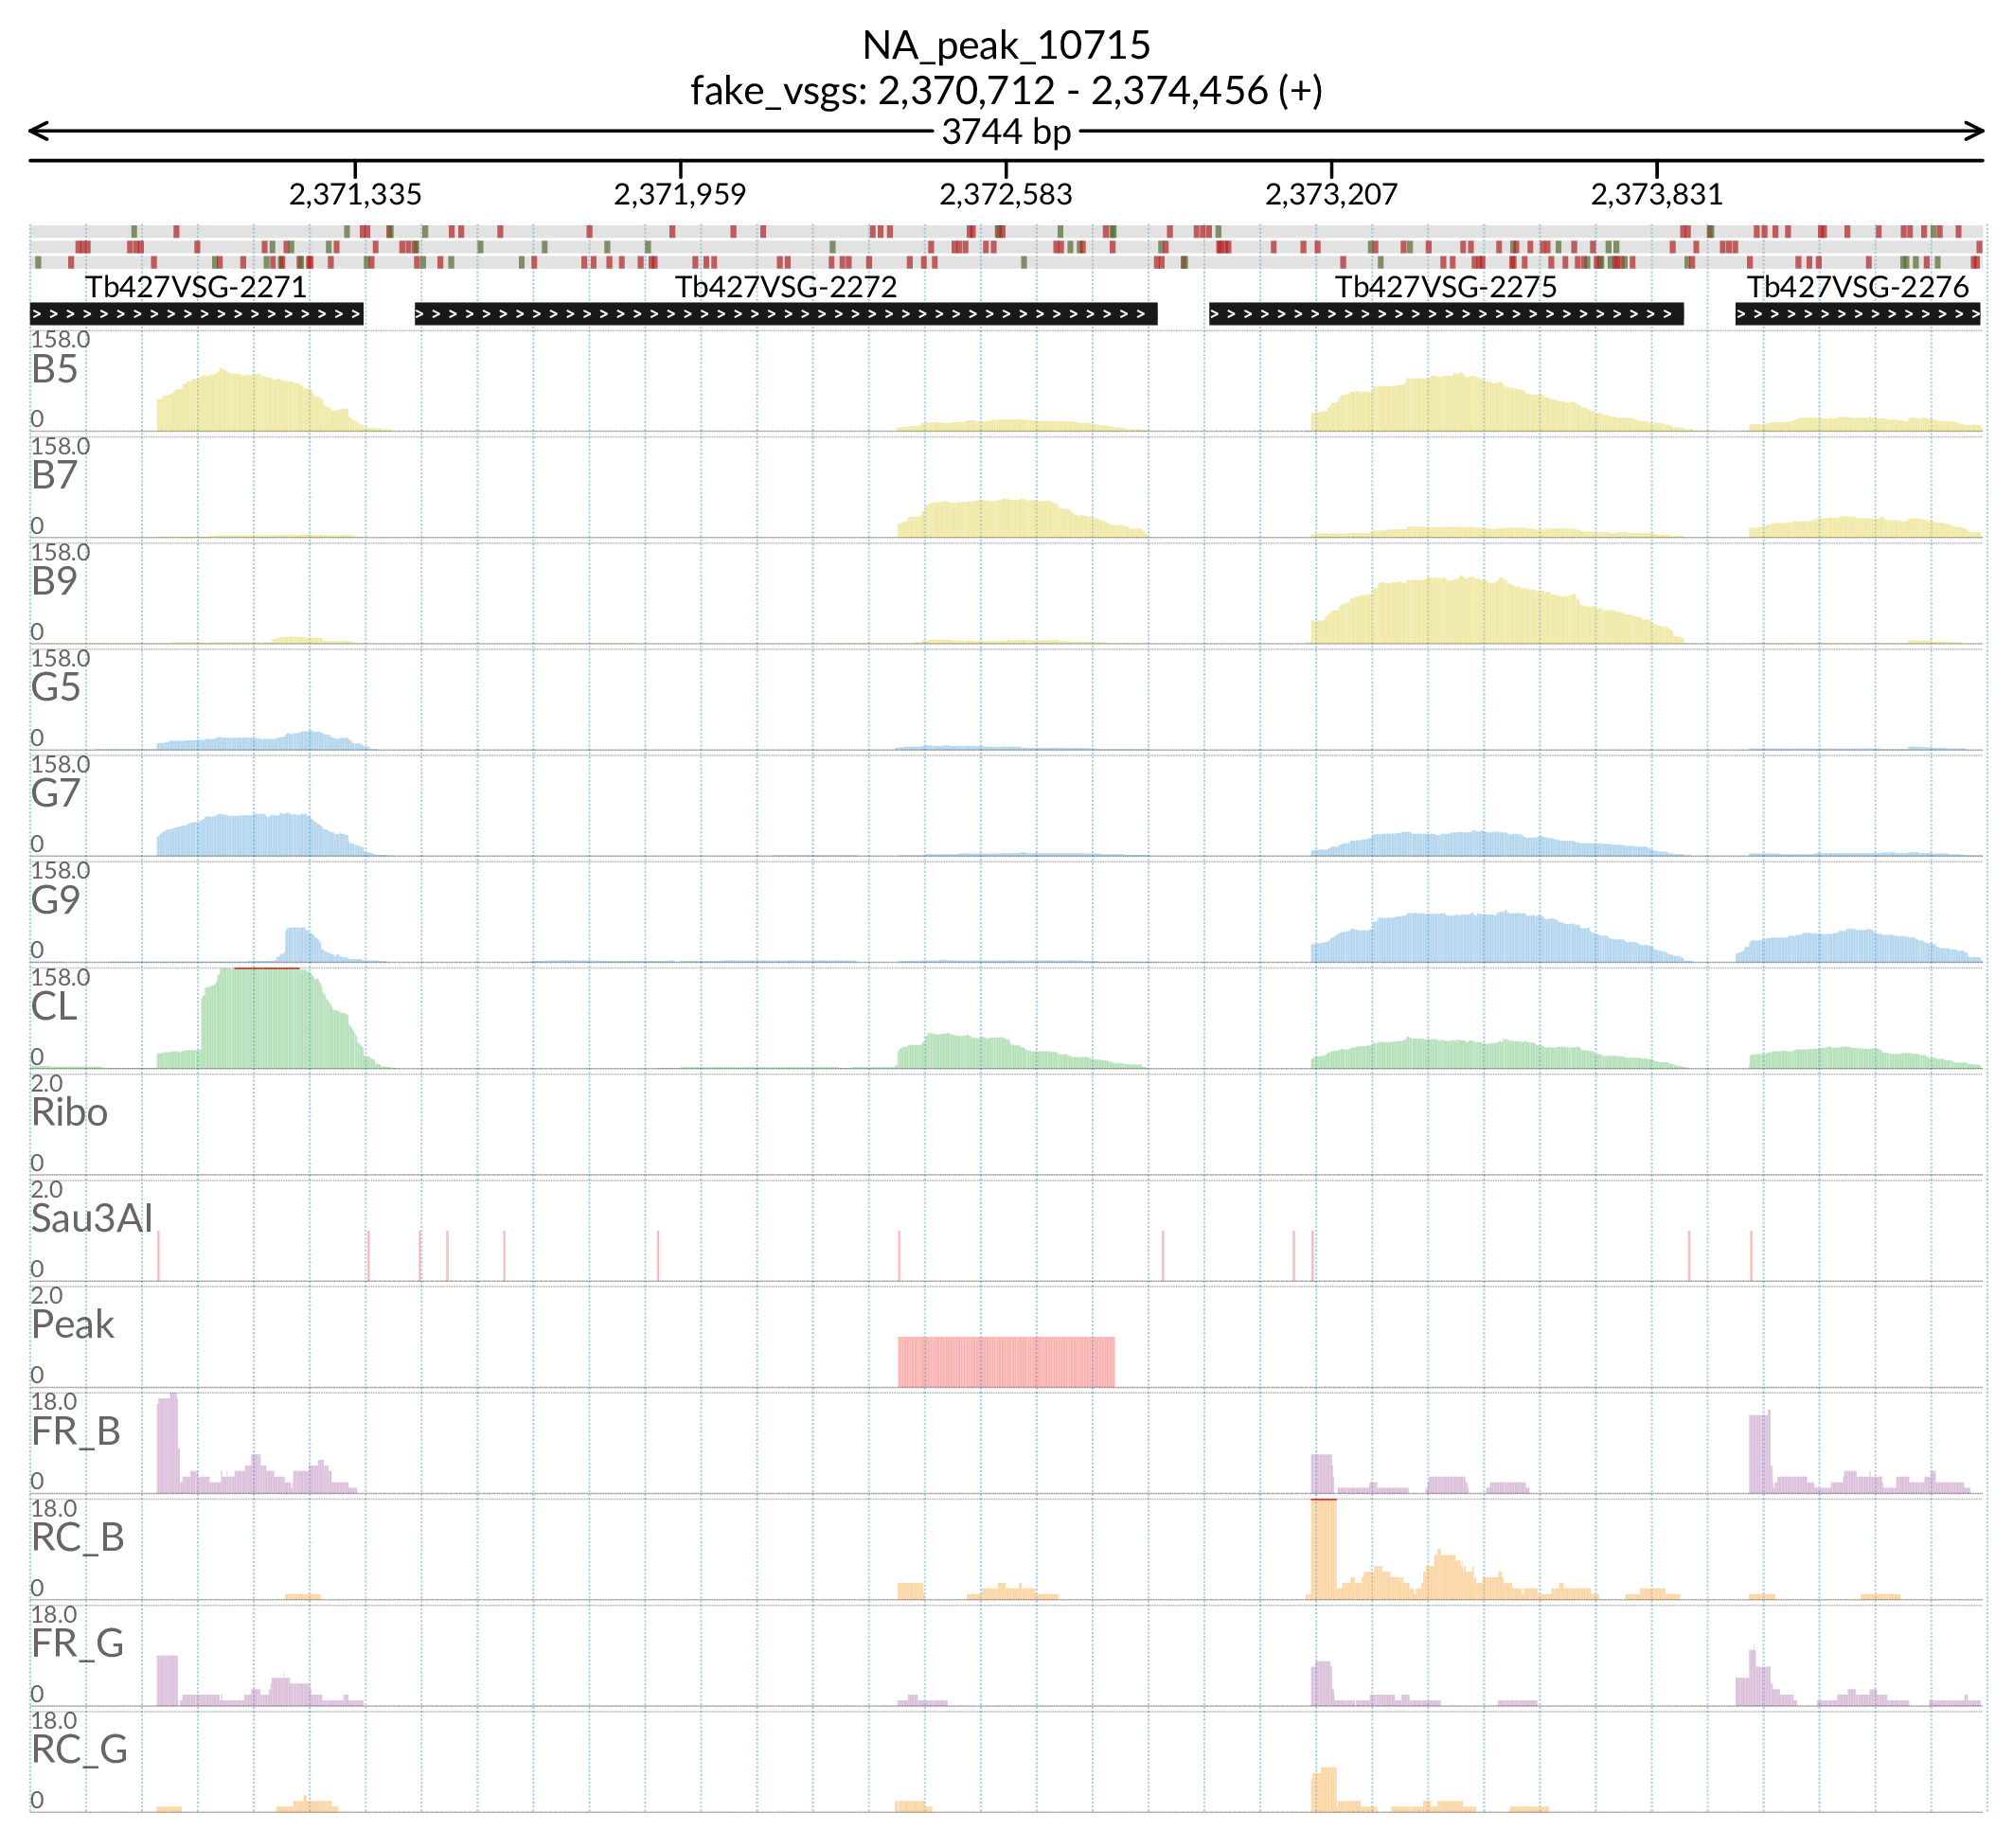 NA_peak_10715
fake_vsgs: 2,370,712 - 2,374,456 (+)
3744 bp
2,371,335 2,371,959 2,372,583 2,373,207 2,373,831
Tb427VSG-2271 Tb427VSG-2272 Tb427VSG-2275 Tb427VSG-2276
158.0
B5
0
158.0
B7
0
158.0
B9
0
158.0
G5
0
158.0
G7
0
158.0
G9
0
158.0
CL
0
2.0
Ribo
0
2.0
Sau3AI
0
2.0
Peak
0
18.0
FR_B
0
18.0
RC_B
0
18.0
FR_G
0
18.0
RC_G
0